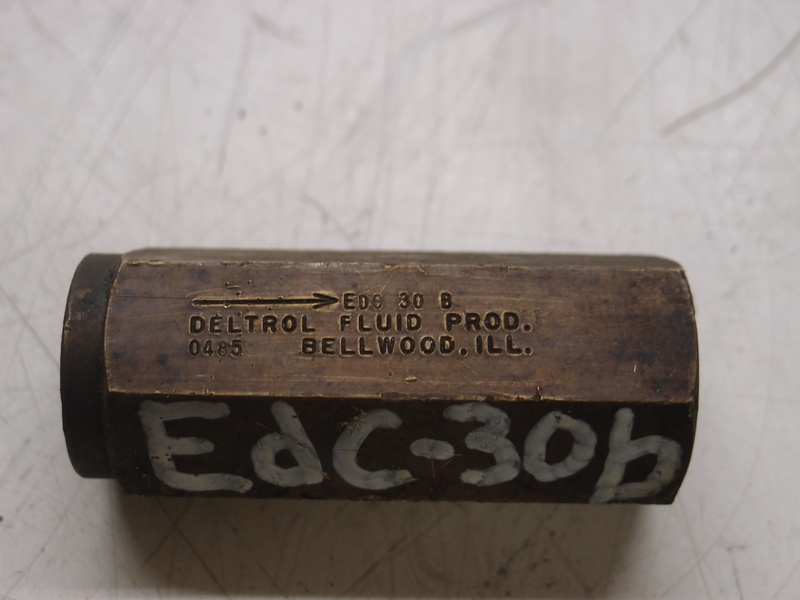 EDC 30 B
DELTROL FLUID PROD.
0485 BELLWOOD, ILL.
EdC-30b